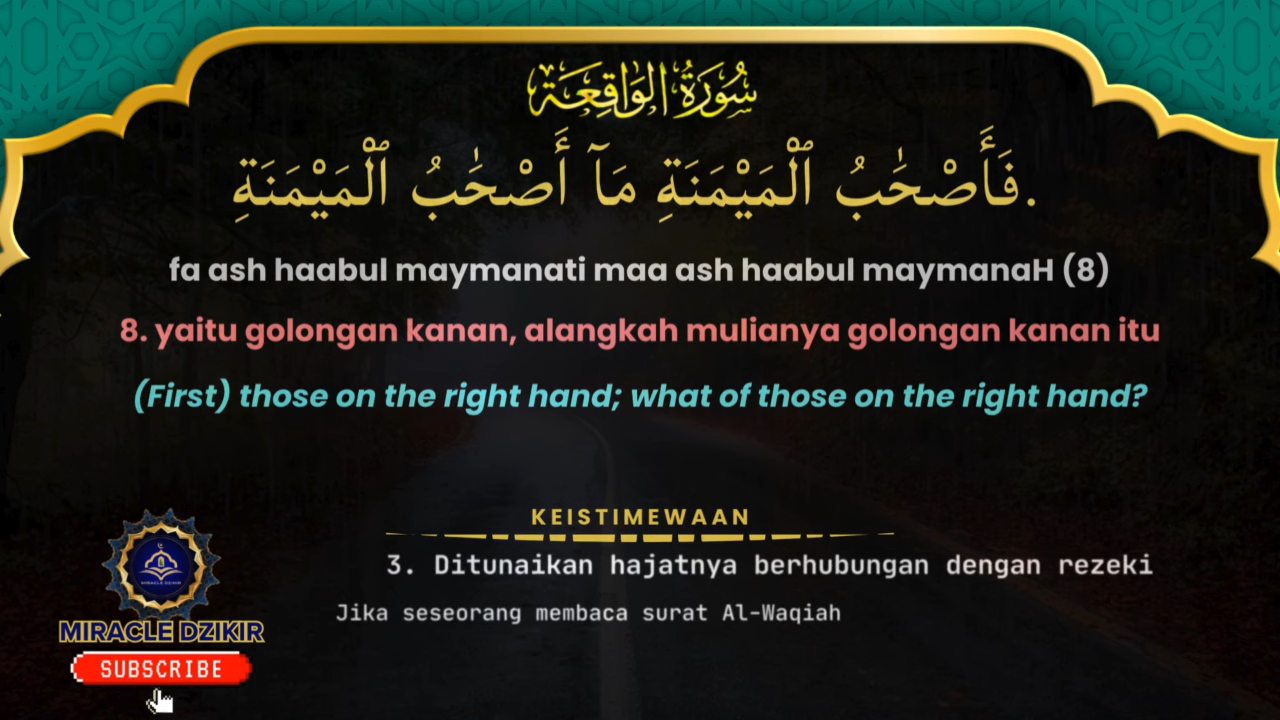 سُورَةُ الوَاقِعَة
فَأَصْحَٰبُ ٱلْمَيْمَنَةِ مَآ أَصْحَٰبُ ٱلْمَيْمَنَةِ.
fa ash haabul maymanati maa ash haabul maymanaH (8)
8. yaitu golongan kanan, alangkah mulianya golongan kanan itu
(First) those on the right hand; what of those on the right hand?
KEISTIMEWAAN
3. Ditunaikan hajatnya berhubungan dengan rezeki
Jika seseorang membaca surat Al-Waqiah
MIRACLE DZIKIR
MIRACLE DZIKIR
SUBSCRIBE